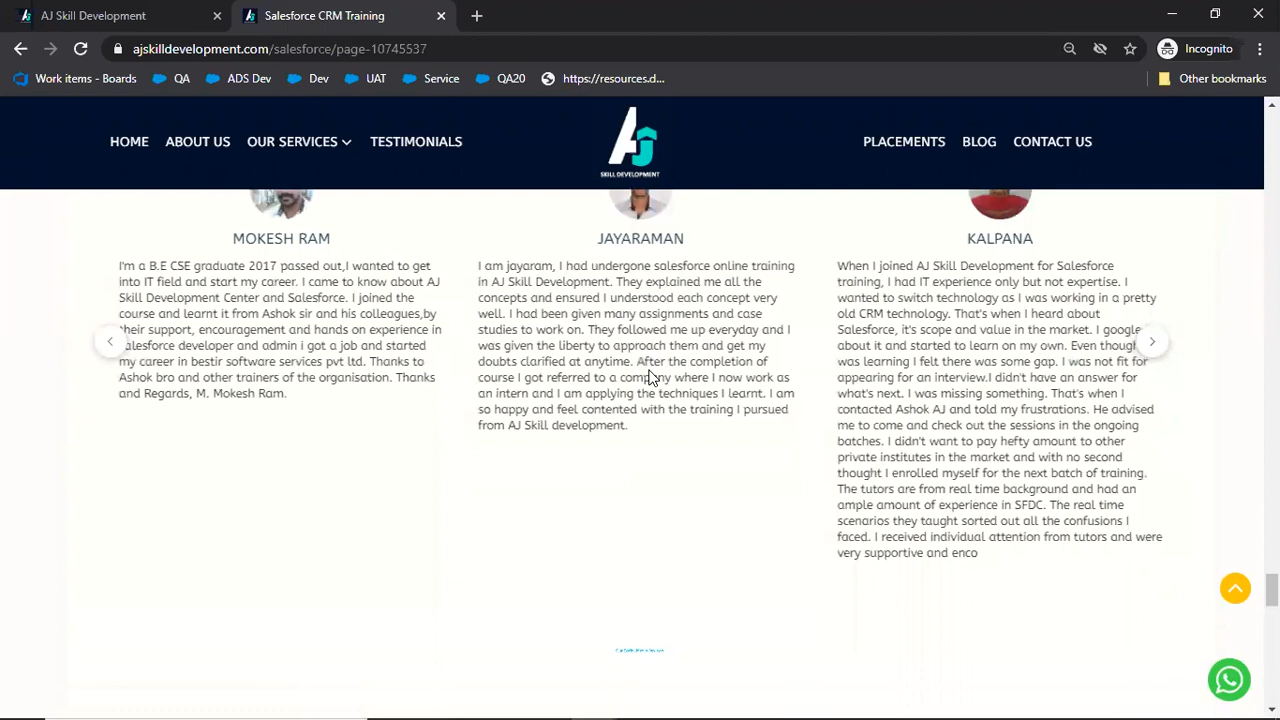 AJ Skill Development
Salesforce CRM Training
ajskilldevelopment.com/salesforce/page-10745537
Incognito
Work items - Boards
QA
ADS Dev
Dev
UAT
Service
QA20
https://resources.d...
Other bookmarks
HOME
ABOUT US
OUR SERVICES
TESTIMONIALS
AJ
SKILL DEVELOPMENT
PLACEMENTS
BLOG
CONTACT US
MOKESH RAM
I'm a B.E CSE graduate 2017 passed out,I wanted to get
into IT field and start my career. I came to know about AJ
Skill Development Center and Salesforce. I joined the
course and learnt it from Ashok sir and his colleagues,by
their support, encouragement and hands on experience in
salesforce developer and admin i got a job and started
my career in bestir software services pvt ltd. Thanks to
Ashok bro and other trainers of the organisation. Thanks
and Regards, M. Mokesh Ram.
JAYARAMAN
I am jayaram, I had undergone salesforce online training
in AJ Skill Development. They explained me all the
concepts and ensured I understood each concept very
well. I had been given many assignments and case
studies to work on. They followed me up everyday and I
was given the liberty to approach them and get my
doubts clarified at anytime. After the completion of
course I got referred to a company where I now work as
an intern and I am applying the techniques I learnt. I am
so happy and feel contented with the training I pursued
from AJ Skill development.
KALPANA
When I joined AJ Skill Development for Salesforce
training, I had IT experience only but not expertise. I
wanted to switch technology as I was working in a pretty
old CRM technology. That's when I heard about
Salesforce, it's scope and value in the market. I google
about it and started to learn on my own. Even though
was learning I felt there was some gap. I was not fit for
appearing for an interview.I didn't have an answer for
what's next. I was missing something. That's when I
contacted Ashok AJ and told my frustrations. He advised
me to come and check out the sessions in the ongoing
batches. I didn't want to pay hefty amount to other
private institutes in the market and with no second
thought I enrolled myself for the next batch of training.
The tutors are from real time background and had an
ample amount of experience in SFDC. The real time
scenarios they taught sorted out all the confusions I
faced. I received individual attention from tutors and were
very supportive and enco